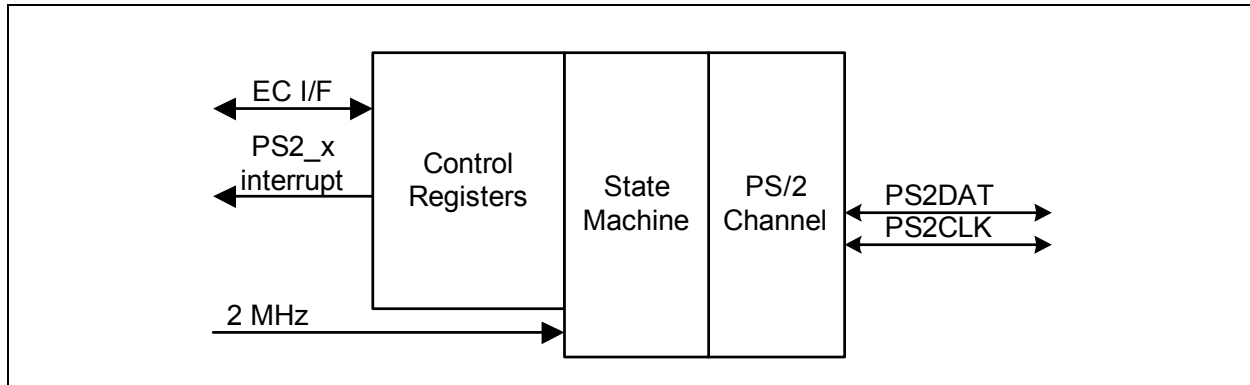 EC I/F
PS2_x
interrupt
Control
Registers
State
Machine
PS/2
Channel
PS2DAT
PS2CLK
2 MHz